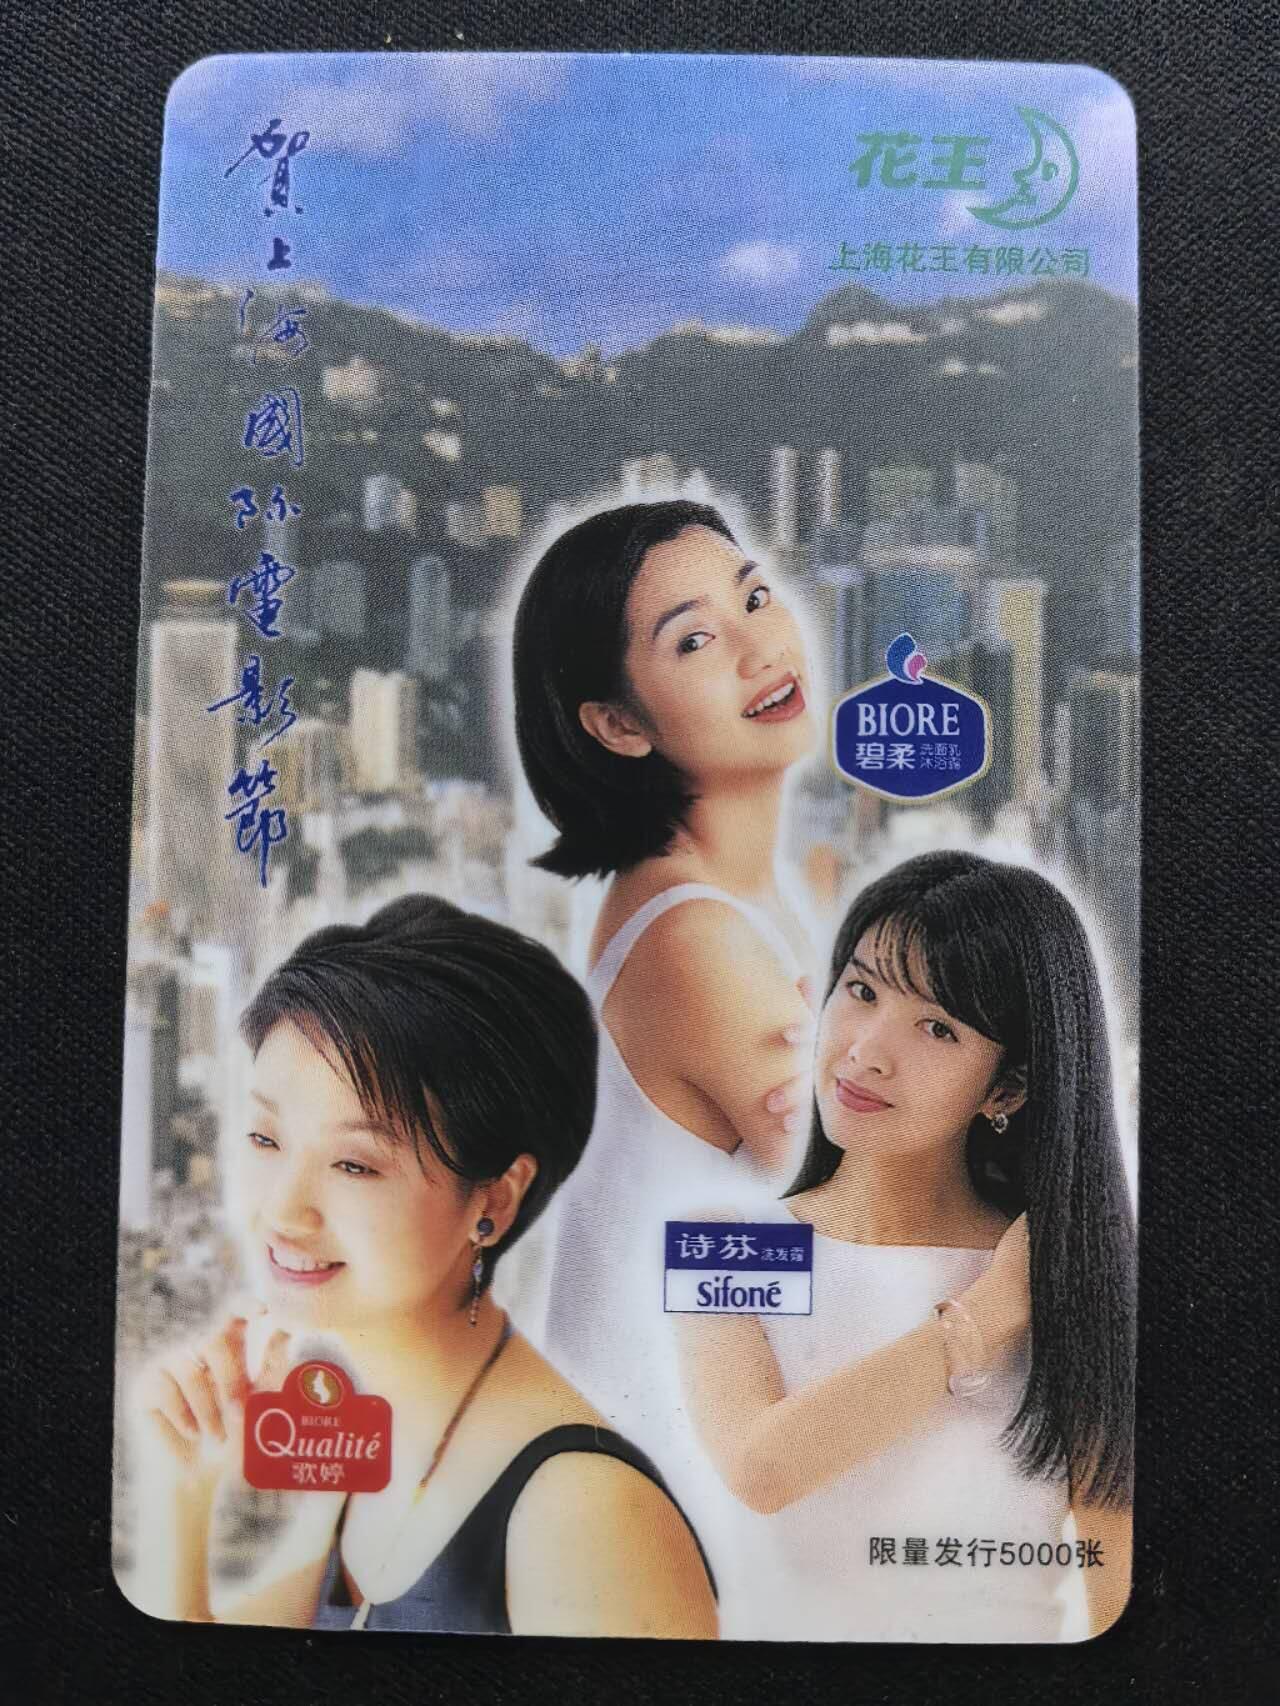 賀上海國际電影節
花王
上海花王有限公司
BIORE
碧柔 洗面乳
沐浴露
诗芬 洗发露
Sifoné
BIORE
Qualité
歌婷
限量发行5000张